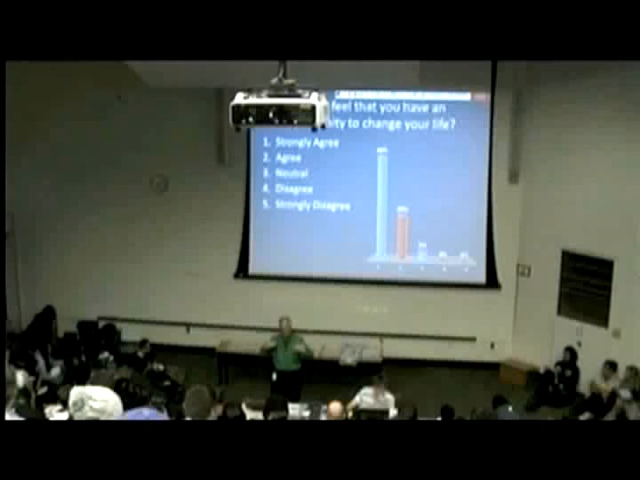 feel that you have an
ity to change your life?
1. Strongly Agree
2. Agree
3. Neutral
4. Disagree
5. Strongly Disagree